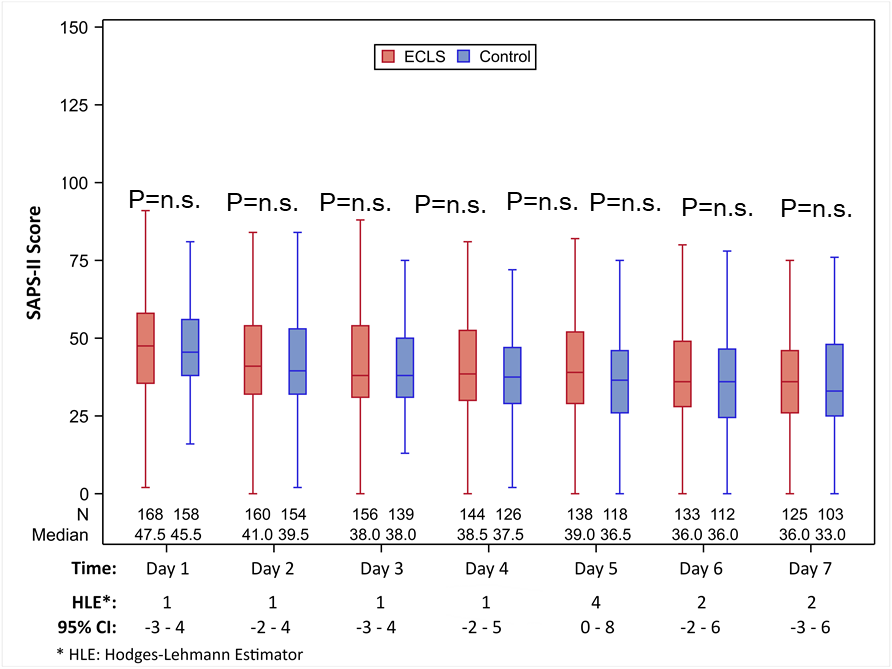 150
ECLS Control
125
100
P=n.s. P=n.s. P=n.s. P=n.s. P=n.s. P=n.s. P=n.s. P=n.s.
SAPS-II Score
75
50
25
0
N 168 158 160 154 156 139 144 126 138 118 133 112 125 103
Median 47.5 45.5 41.0 39.5 38.0 38.0 38.5 37.5 39.0 36.5 36.0 36.0 36.0 33.0
Time: Day 1 Day 2 Day 3 Day 4 Day 5 Day 6 Day 7
HLE*: 1 1 1 1 4 2 2
95% CI: -3 - 4 -2 - 4 -3 - 4 -2 - 5 0 - 8 -2 - 6 -3 - 6
* HLE: Hodges-Lehmann Estimator